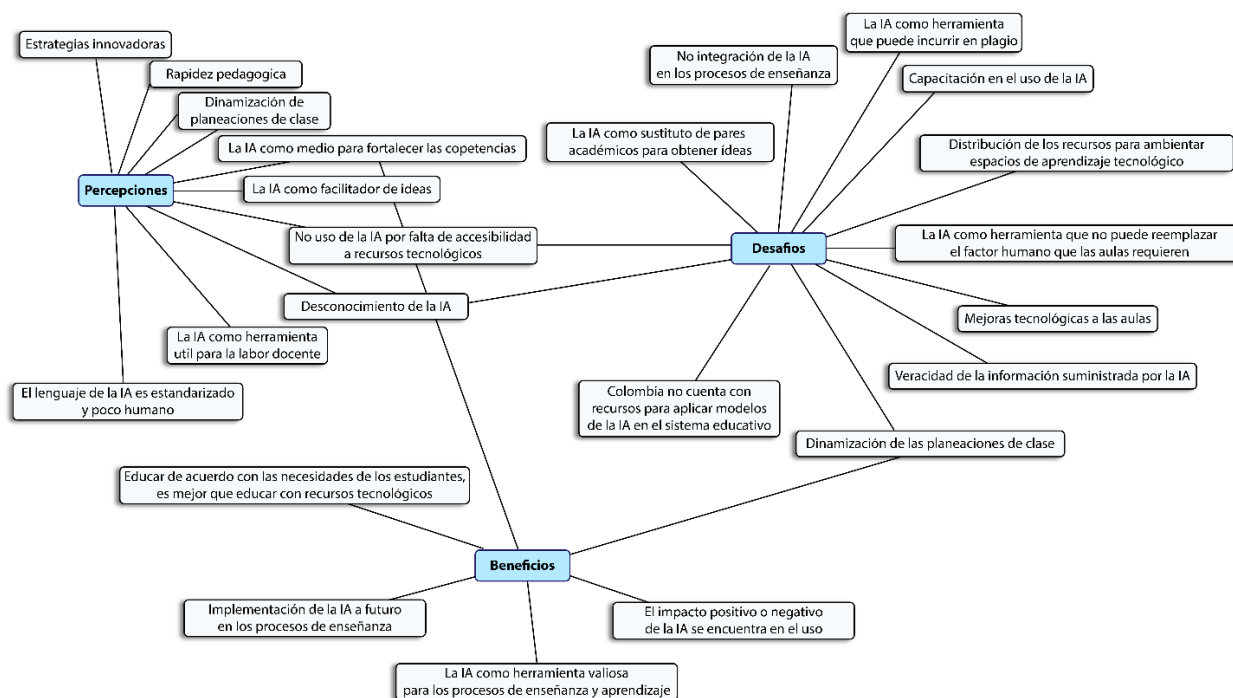 Estrategias innovadoras
Rapidez pedagogica
Dinamización de
planeaciones de clase
La IA como medio para fortalecer las copetencias
Percepciones
La IA como facilitador de ideas
No uso de la IA por falta de accesibilidad
a recursos tecnológicos
Desconocimiento de la IA
La IA como herramienta
util para la labor docente
El lenguaje de la IA es estandarizado
y poco humano
La IA como herramienta
que puede incurrir en plagio
No integración de la IA
en los procesos de enseñanza
Capacitación en el uso de la IA
La IA como sustituto de pares
académicos para obtener ídeas
Distribución de los recursos para ambientar
espacios de aprendizaje tecnológico
Desafios
La IA como herramienta que no puede reemplazar
el factor humano que las aulas requieren
Mejoras tecnológicas a las aulas
Veracidad de la información suministrada por la IA
Colombia no cuenta con
recursos para aplicar modelos
de la IA en el sistema educativo
Dinamización de las planeaciones de clase
Educar de acuerdo con las necesidades de los estudiantes,
es mejor que educar con recursos tecnológicos
Beneficios
Implementación de la IA a futuro
en los procesos de enseñanza
El impacto positivo o negativo
de la IA se encuentra en el uso
La IA como herramienta valiosa
para los procesos de enseñanza y aprendizaje